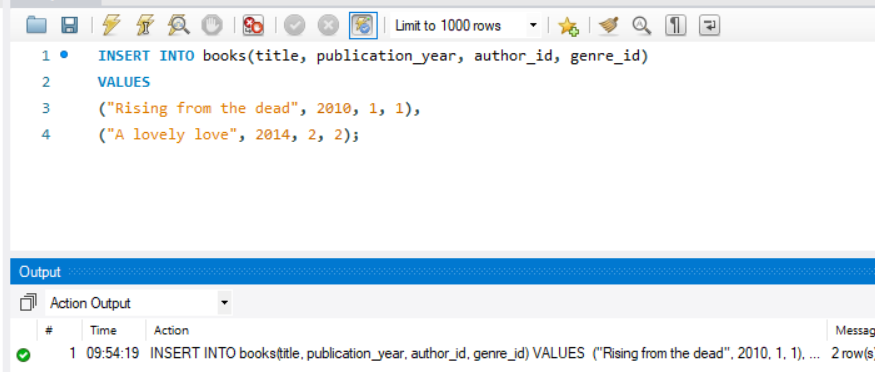 Limit to 1000 rows
1 INSERT INTO books(title, publication_year, author_id, genre_id)
2 VALUES
3 ("Rising from the dead", 2010, 1, 1),
4 ("A lovely love", 2014, 2, 2);
Output
Action Output
# Time Action Messag
1 09:54:19 INSERT INTO books(title, publication_year, author_id, genre_id) VALUES ("Rising from the dead", 2010, 1, 1), ... 2 row(s)